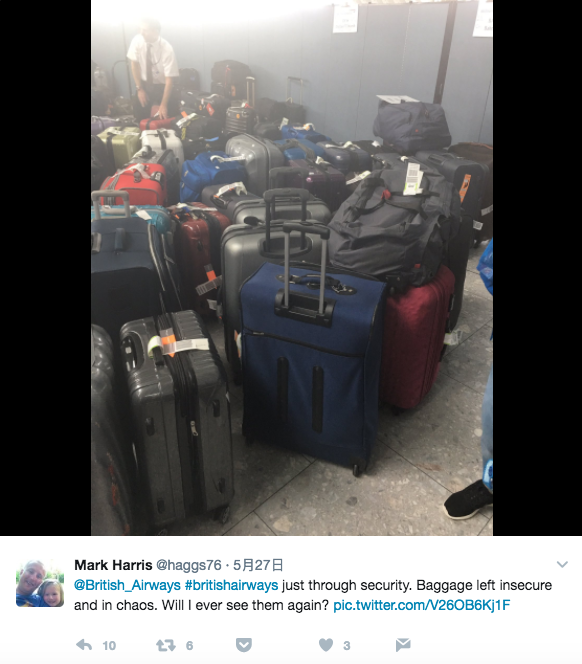 Mark Harris @haggs76 · 5月27日
@British_Airways #britishairways just through security. Baggage left insecure
and in chaos. Will I ever see them again? pic.twitter.com/V26OB6Kj1F
10 6 3